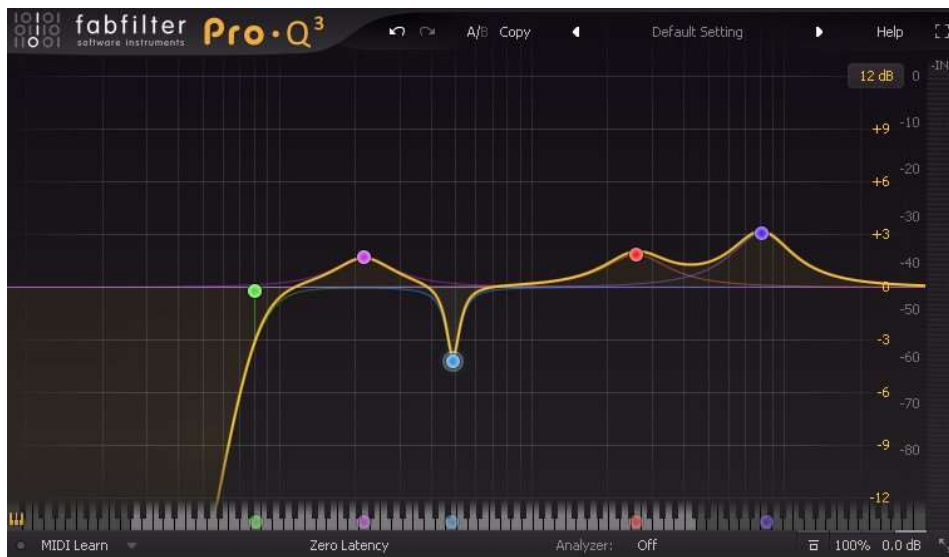 fabfilter
software instruments
Pro·Q³
A/B Copy
Default Setting
Help
-IN
12 dB 0
+9 -10
+6 -20
+3 -30
0 -40
-3 -50
-6 -60
-9 -70
-12 -80
MIDI Learn
Zero Latency
Analyzer: Off
100% 0.0 dB